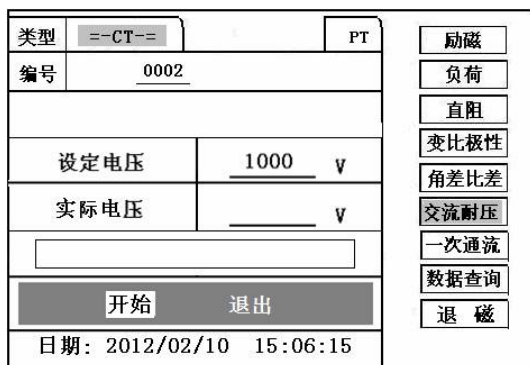 类型 =-CT-= PT
编号 0002
设定电压 1000 V
实际电压 V
开始 退出
日期: 2012/02/10 15:06:15
励磁
负荷
直阻
变比极性
角差比差
交流耐压
一次通流
数据查询
退 磁